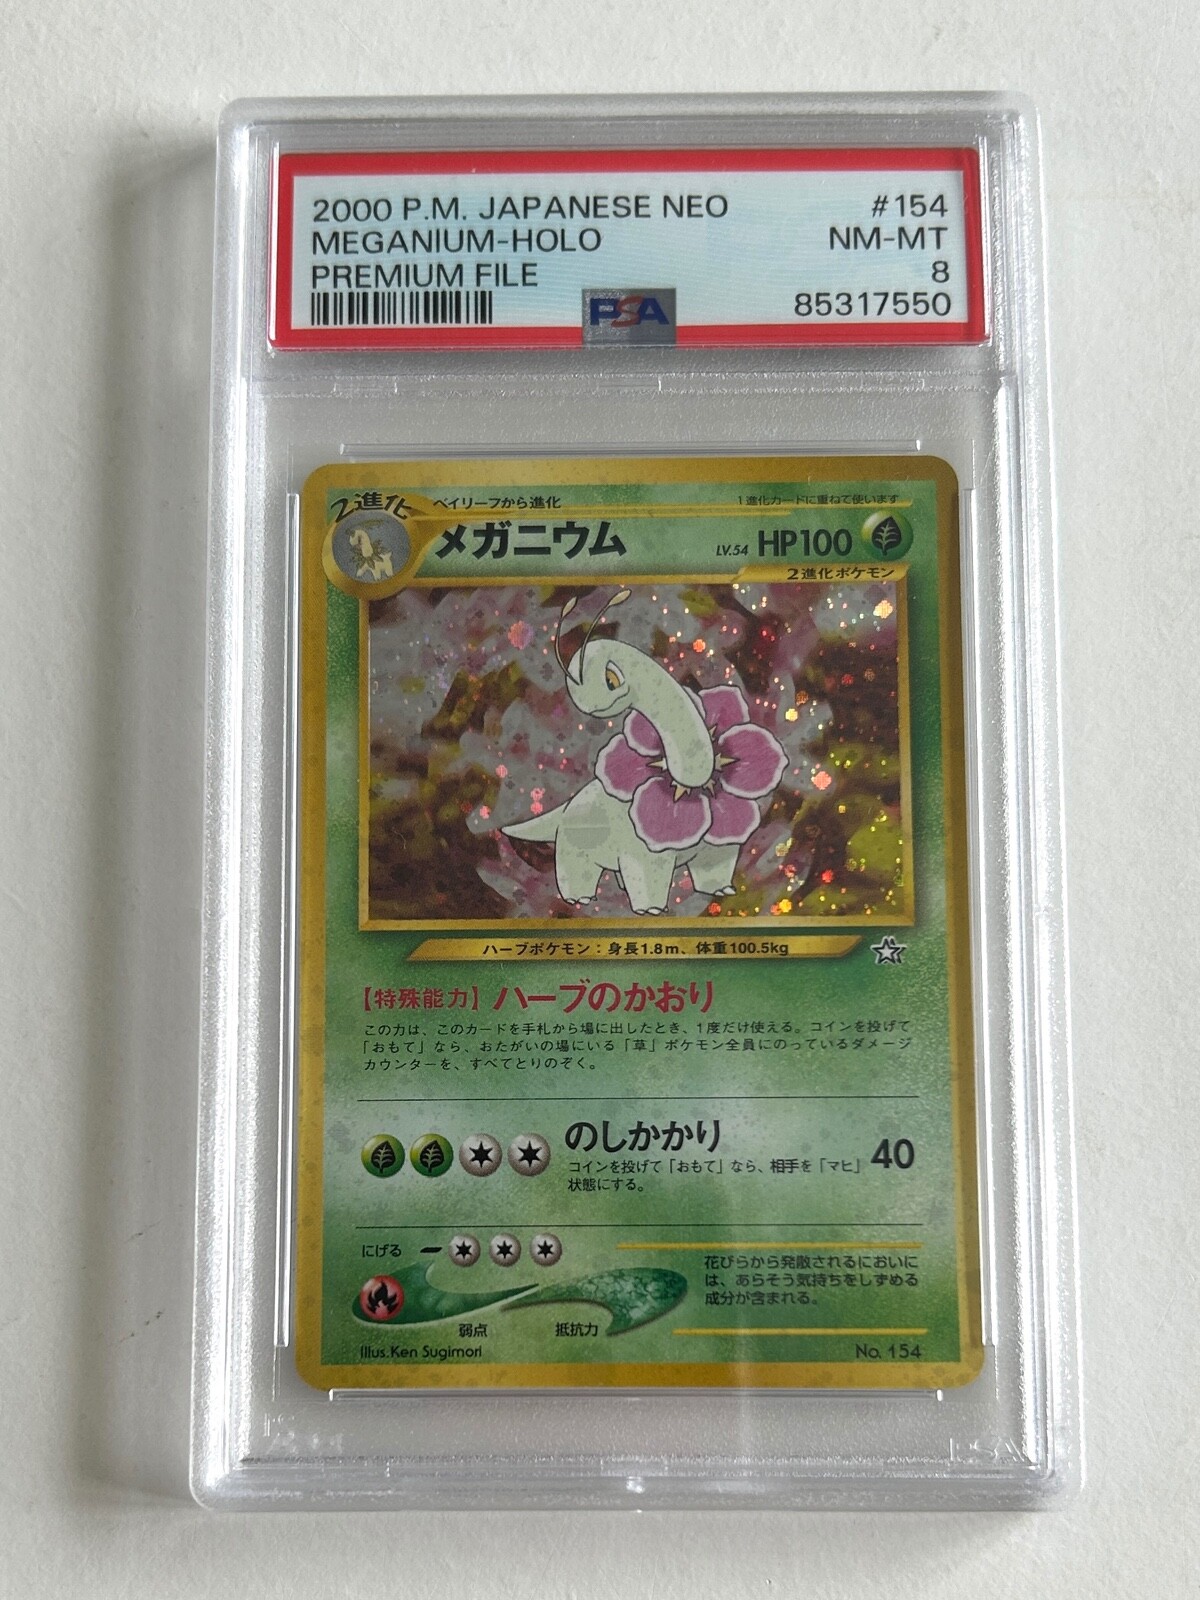 2000 P.M. JAPANESE NEO #154
MEGANIUM-HOLO NM-MT
PREMIUM FILE 8
PSA 85317550
2進化 ベイリーフから進化 1進化カードに重ねて使います
メガニウム LV.54 HP100
2進化ポケモン
ハーブポケモン：身長1.8m、体重100.5kg
【特殊能力】ハーブのかおり
この力は、このカードを手札から場に出したとき、1度だけ使える。コインを投げて
「おもて」なら、おたがいの場にいる「草」ポケモン全員にのっているダメージ
カウンターを、すべてとりのぞく。
のしかかり 40
コインを投げて「おもて」なら、相手を「マヒ」
状態にする。
にげる
弱点 抵抗力
花びらから発散されるにおいに
は、あらそう気持ちをしずめる
成分が含まれる。
Illus.Ken Sugimori No. 154
PSA